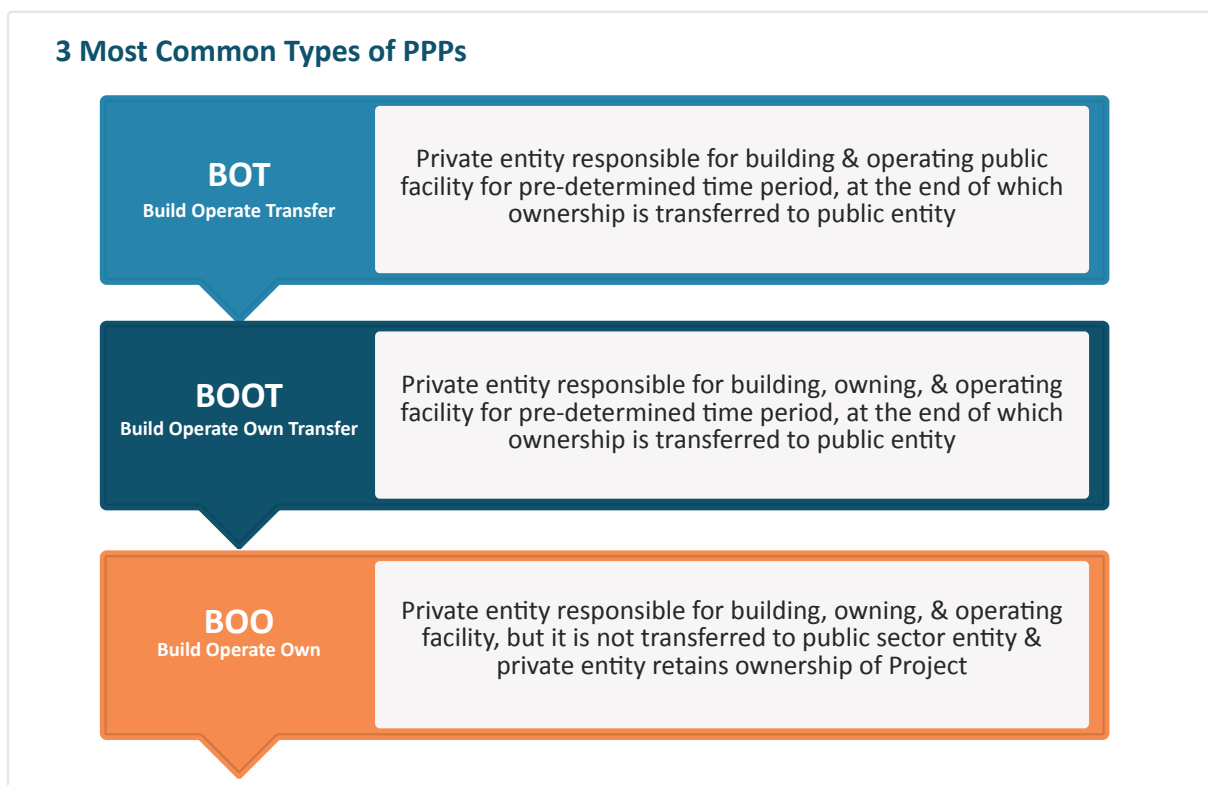 3 Most Common Types of PPPs
BOT
Build Operate Transfer
Private entity responsible for building & operating public
facility for pre-determined time period, at the end of which
ownership is transferred to public entity
BOOT
Build Operate Own Transfer
Private entity responsible for building, owning, & operating
facility for pre-determined time period, at the end of which
ownership is transferred to public entity
BOO
Build Operate Own
Private entity responsible for building, owning, & operating
facility, but it is not transferred to public sector entity &
private entity retains ownership of Project